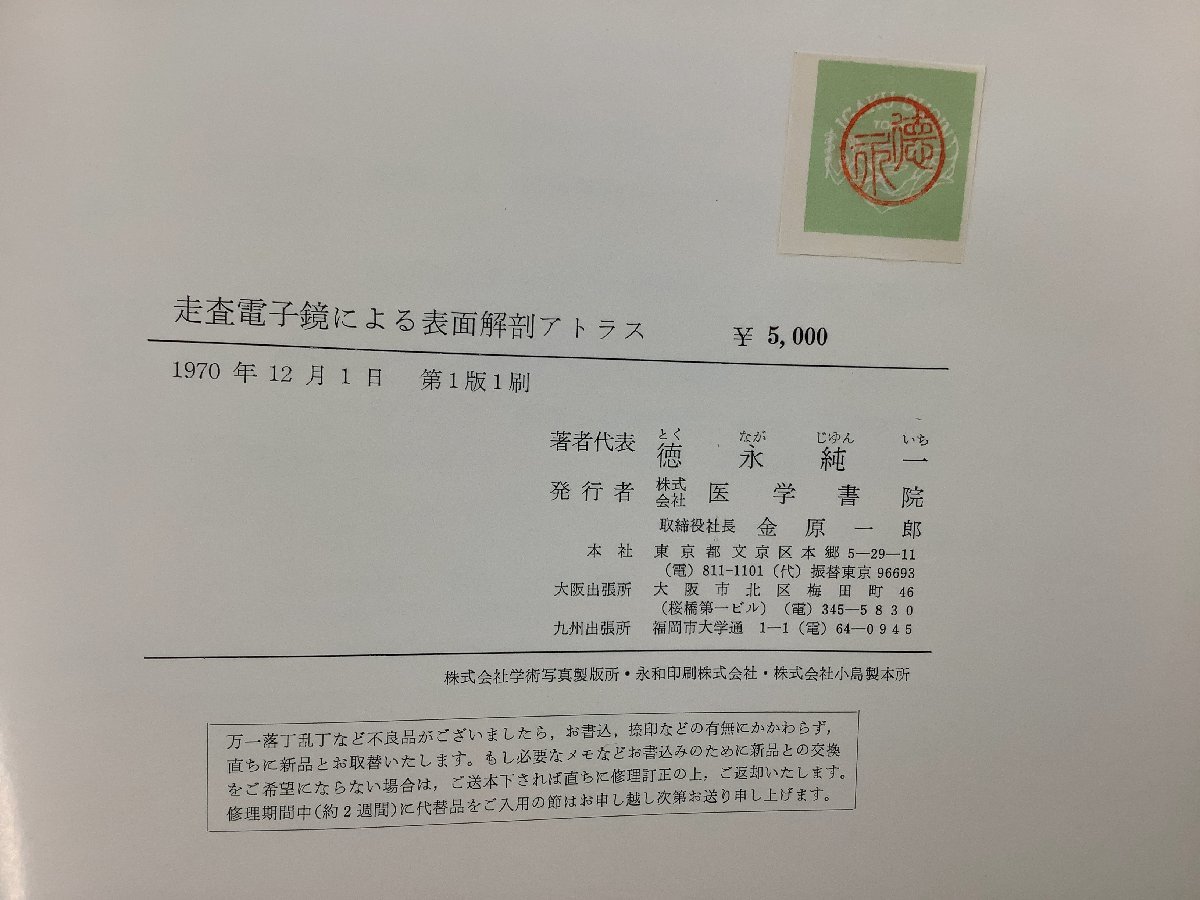 IGAKU SHOIN
TO
徳永
走査電子鏡による表面解剖アトラス ¥ 5,000
1970 年 12 月 1 日 第1版1刷
とく なが じゆん いち
著者代表 徳永純一
発行者 株式会社 医学書院
取締役社長 金原一郎
本社 東京都文京区本郷 5—29—11
(電) 811-1101 (代) 振替東京 96693
大阪出張所 大阪市北区梅田町 46
(桜橋第一ビル) (電) 345—5830
九州出張所 福岡市大学通 1—1 (電) 64—0945
株式会社学術写真製版所・永和印刷株式会社・株式会社小島製本所
万一落丁乱丁など不良品がございましたら，お書込，捺印などの有無にかかわらず，
直ちに新品とお取替いたします。もし必要なメモなどお書込みのために新品との交換
をご希望にならない場合は，ご送本下されば直ちに修理訂正の上，ご返却いたします。
修理期間中(約2週間)に代替品をご入用の節はお申し越し次第お送り申し上げます。